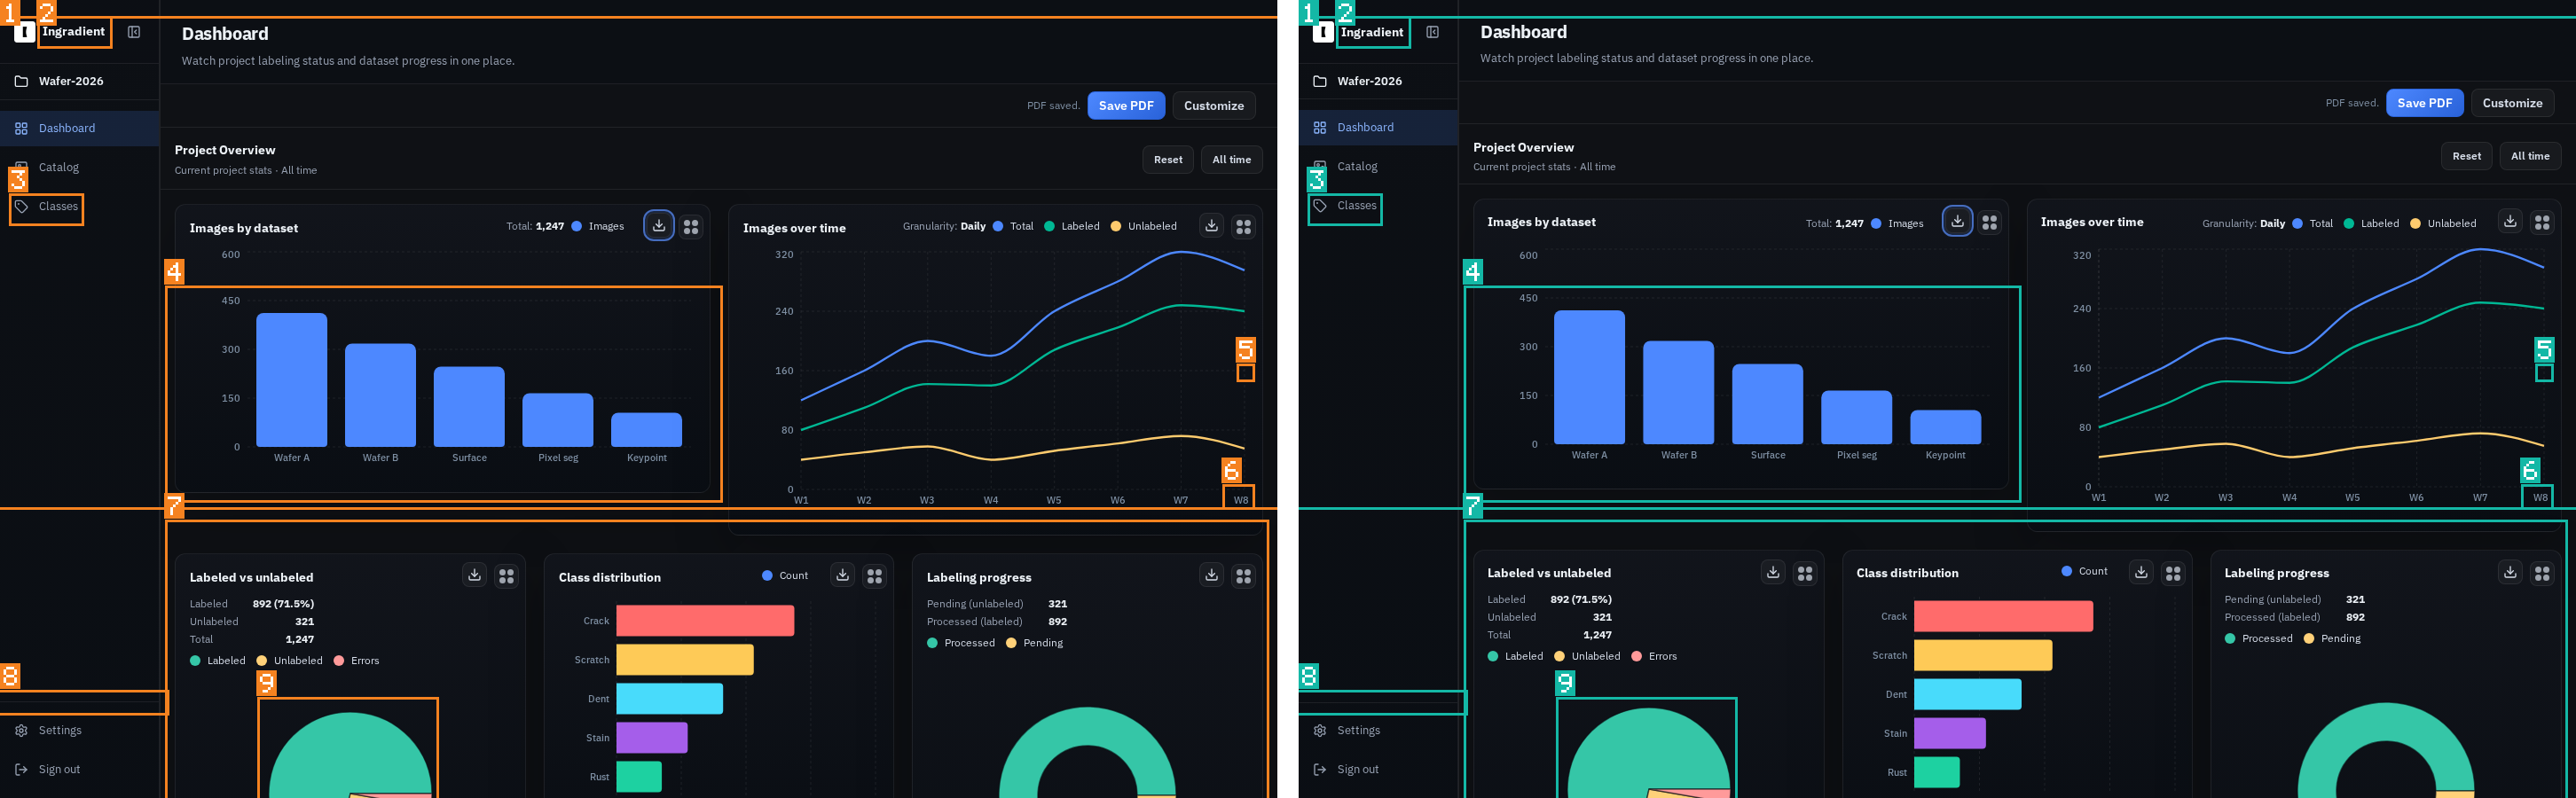 1 2
Ingradient
Dashboard
Watch project labeling status and dataset progress in one place.
Wafer-2026
PDF saved. Save PDF Customize
Dashboard
Project Overview
Current project stats · All time
Reset All time
Catalog
3
Classes
Images by dataset
Total: 1,247 Images
4
600
450
300
150
0
Wafer A Wafer B Surface Pixel seg Keypoint
Images over time
Granularity: Daily Total Labeled Unlabeled
320
240
5
160
80
6
0
W1 W2 W3 W4 W5 W6 W7 W8
7
Labeled vs unlabeled
Labeled 892 (71.5%)
Unlabeled 321
Total 1,247
Labeled Unlabeled Errors
8
9
Class distribution
Count
Crack
Scratch
Dent
Stain
Rust
Labeling progress
Pending (unlabeled) 321
Processed (labeled) 892
Processed Pending
Settings
Sign out
1 2
Ingradient
Dashboard
Watch project labeling status and dataset progress in one place.
Wafer-2026
PDF saved. Save PDF Customize
Dashboard
Project Overview
Current project stats · All time
Reset All time
Catalog
3
Classes
Images by dataset
Total: 1,247 Images
4
600
450
300
150
0
Wafer A Wafer B Surface Pixel seg Keypoint
Images over time
Granularity: Daily Total Labeled Unlabeled
320
240
5
160
80
6
0
W1 W2 W3 W4 W5 W6 W7 W8
7
Labeled vs unlabeled
Labeled 892 (71.5%)
Unlabeled 321
Total 1,247
Labeled Unlabeled Errors
8
9
Class distribution
Count
Crack
Scratch
Dent
Stain
Rust
Labeling progress
Pending (unlabeled) 321
Processed (labeled) 892
Processed Pending
Settings
Sign out